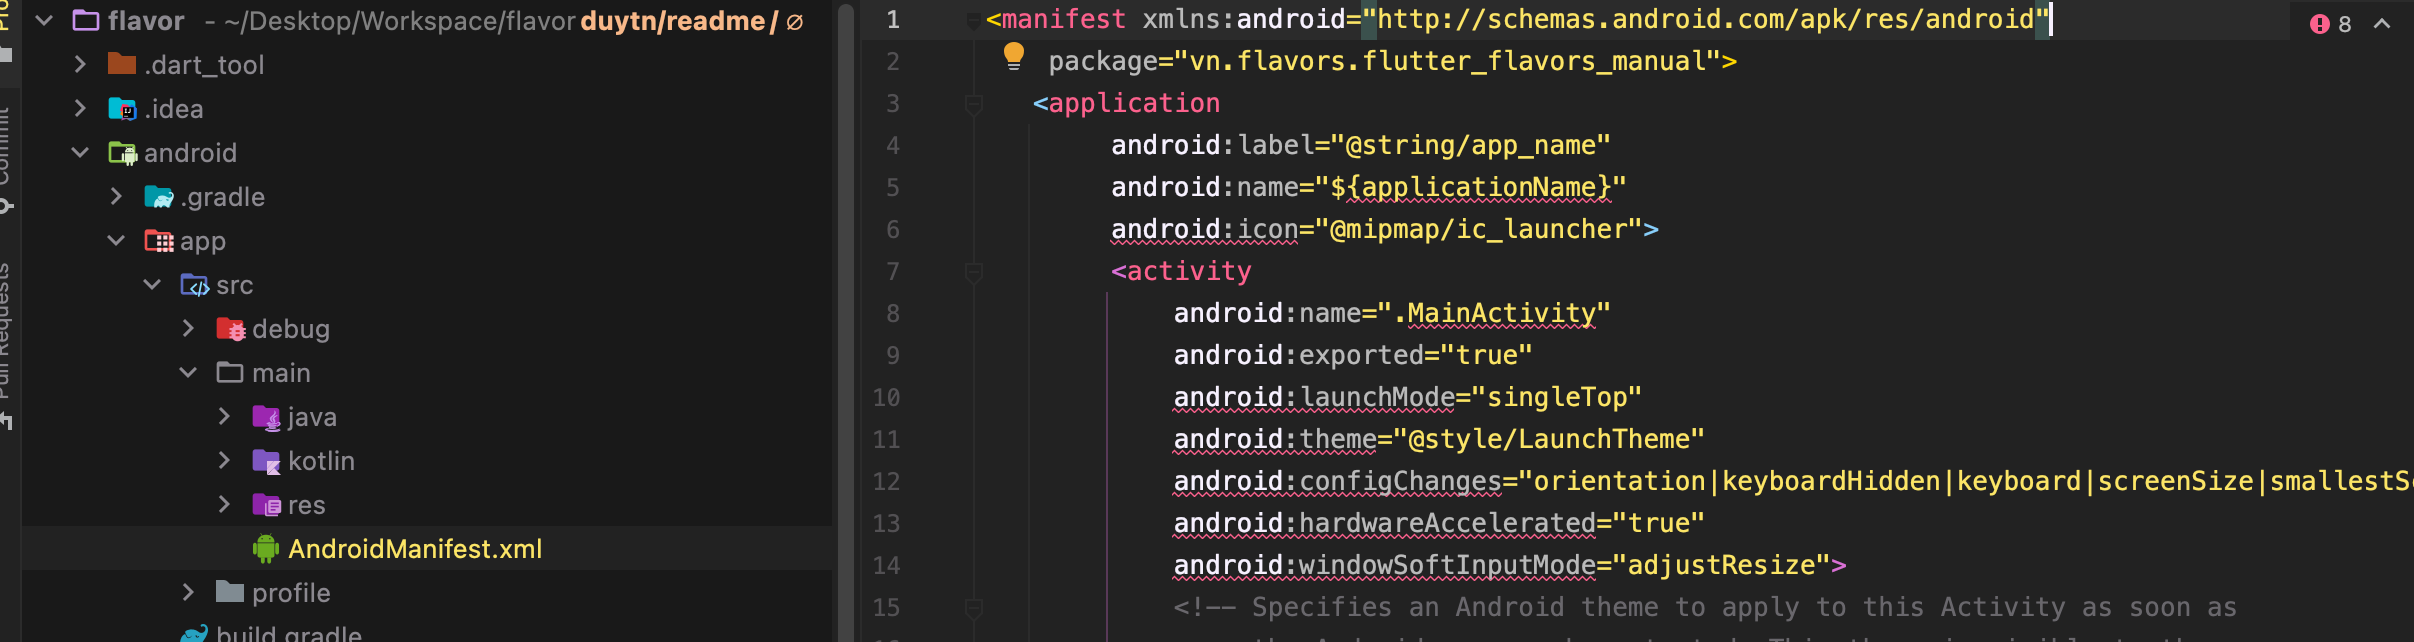 flavor - ~/Desktop/Workspace/flavor duytn/readme / ∅
.dart_tool
.idea
android
.gradle
app
src
debug
main
java
kotlin
res
AndroidManifest.xml
profile
build.gradle
Commit
Pull Requests
1 <manifest xmlns:android="http://schemas.android.com/apk/res/android"
8
2 package="vn.flavors.flutter_flavors_manual">
3 <application
4 android:label="@string/app_name"
5 android:name="${applicationName}"
6 android:icon="@mipmap/ic_launcher">
7 <activity
8 android:name=".MainActivity"
9 android:exported="true"
10 android:launchMode="singleTop"
11 android:theme="@style/LaunchTheme"
12 android:configChanges="orientation|keyboardHidden|keyboard|screenSize|smallestSc
13 android:hardwareAccelerated="true"
14 android:windowSoftInputMode="adjustResize">
15 <!-- Specifies an Android theme to apply to this Activity as soon as